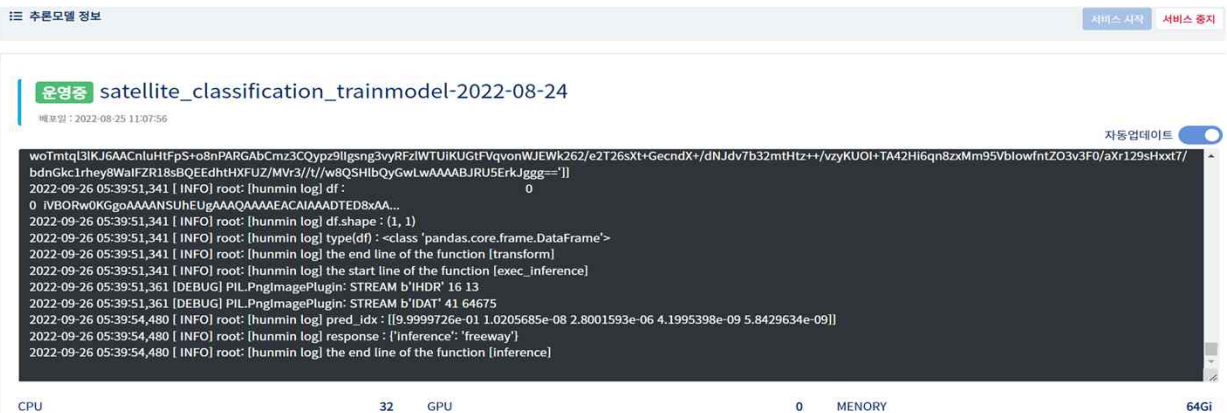 추론모델 정보
서비스 시작 서비스 중지
운영중 satellite_classification_trainmodel-2022-08-24
배포일 : 2022-08-25 11:07:56
자동업데이트
woTmtql3lKJ6AACnluHtFpS+o8nPARGAbCmz3CQypz9lIgsng3vyRFzlWTUiKUGtFVqvonWJEWk262/e2T26sXt+GecndX+/dNJdv7b32mtHtz++/vzyKUOI+TA42Hi6qn8zxMm95VbIowfntZO3v3F0/aXr129sHxxt7/
bdnGkc1rhey8WaIFZR18sBQEEdhtHXFUZ/MVr3//t//w8QSHlbQyGwLwAAAABJRU5ErkJggg==']]
2022-09-26 05:39:51,341 [ INFO] root: [hunmin log] df : 0
0 iVBORw0KGgoAAAANSUhEUgAAAQAAAAEACAIAAADTED8xAA...
2022-09-26 05:39:51,341 [ INFO] root: [hunmin log] df.shape : (1, 1)
2022-09-26 05:39:51,341 [ INFO] root: [hunmin log] type(df) : <class 'pandas.core.frame.DataFrame'>
2022-09-26 05:39:51,341 [ INFO] root: [hunmin log] the end line of the function [transform]
2022-09-26 05:39:51,341 [ INFO] root: [hunmin log] the start line of the function [exec_inference]
2022-09-26 05:39:51,361 [DEBUG] PIL.PngImagePlugin: STREAM b'IHDR' 16 13
2022-09-26 05:39:51,361 [DEBUG] PIL.PngImagePlugin: STREAM b'IDAT' 41 64675
2022-09-26 05:39:54,480 [ INFO] root: [hunmin log] pred_idx : [[9.9999726e-01 1.0205685e-08 2.8001593e-06 4.1995398e-09 5.8429634e-09]]
2022-09-26 05:39:54,480 [ INFO] root: [hunmin log] response : {'inference': 'freeway'}
2022-09-26 05:39:54,480 [ INFO] root: [hunmin log] the end line of the function [inference]
CPU 32 GPU 0 MENORY 64Gi